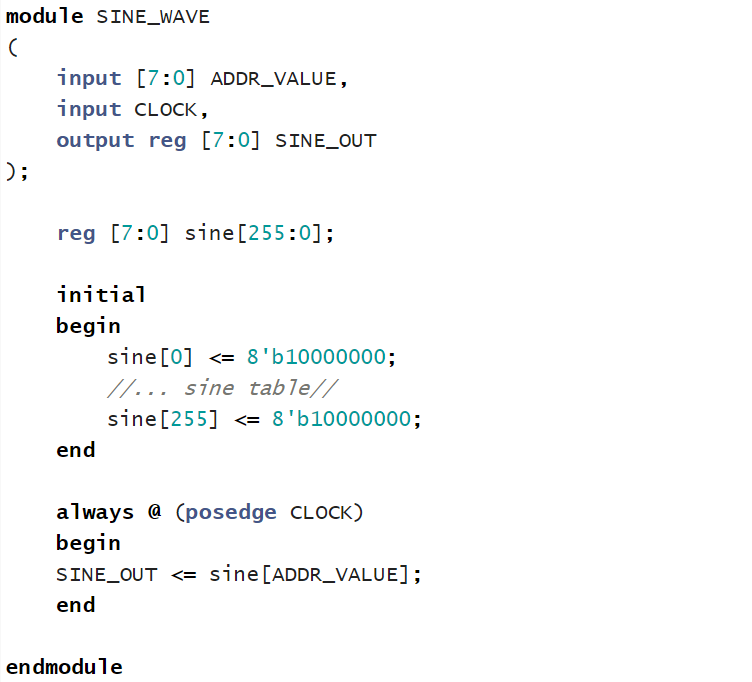 module SINE_WAVE
(
    input [7:0] ADDR_VALUE,
    input CLOCK,
    output reg [7:0] SINE_OUT
);

    reg [7:0] sine[255:0];

    initial
    begin
        sine[0] <= 8'b10000000;
        //... sine table//
        sine[255] <= 8'b10000000;
    end

    always @ (posedge CLOCK)
    begin
    SINE_OUT <= sine[ADDR_VALUE];
    end

endmodule